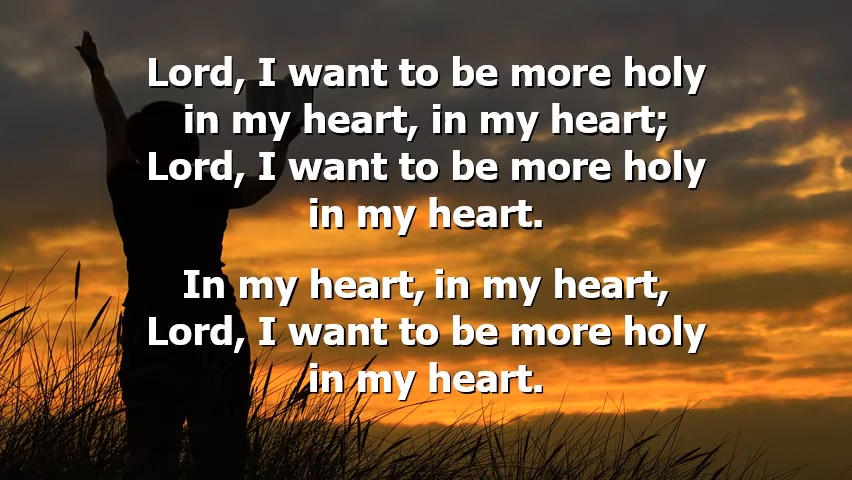 Lord, I want to be more holy
in my heart, in my heart;
Lord, I want to be more holy
in my heart.
In my heart, in my heart,
Lord, I want to be more holy
in my heart.